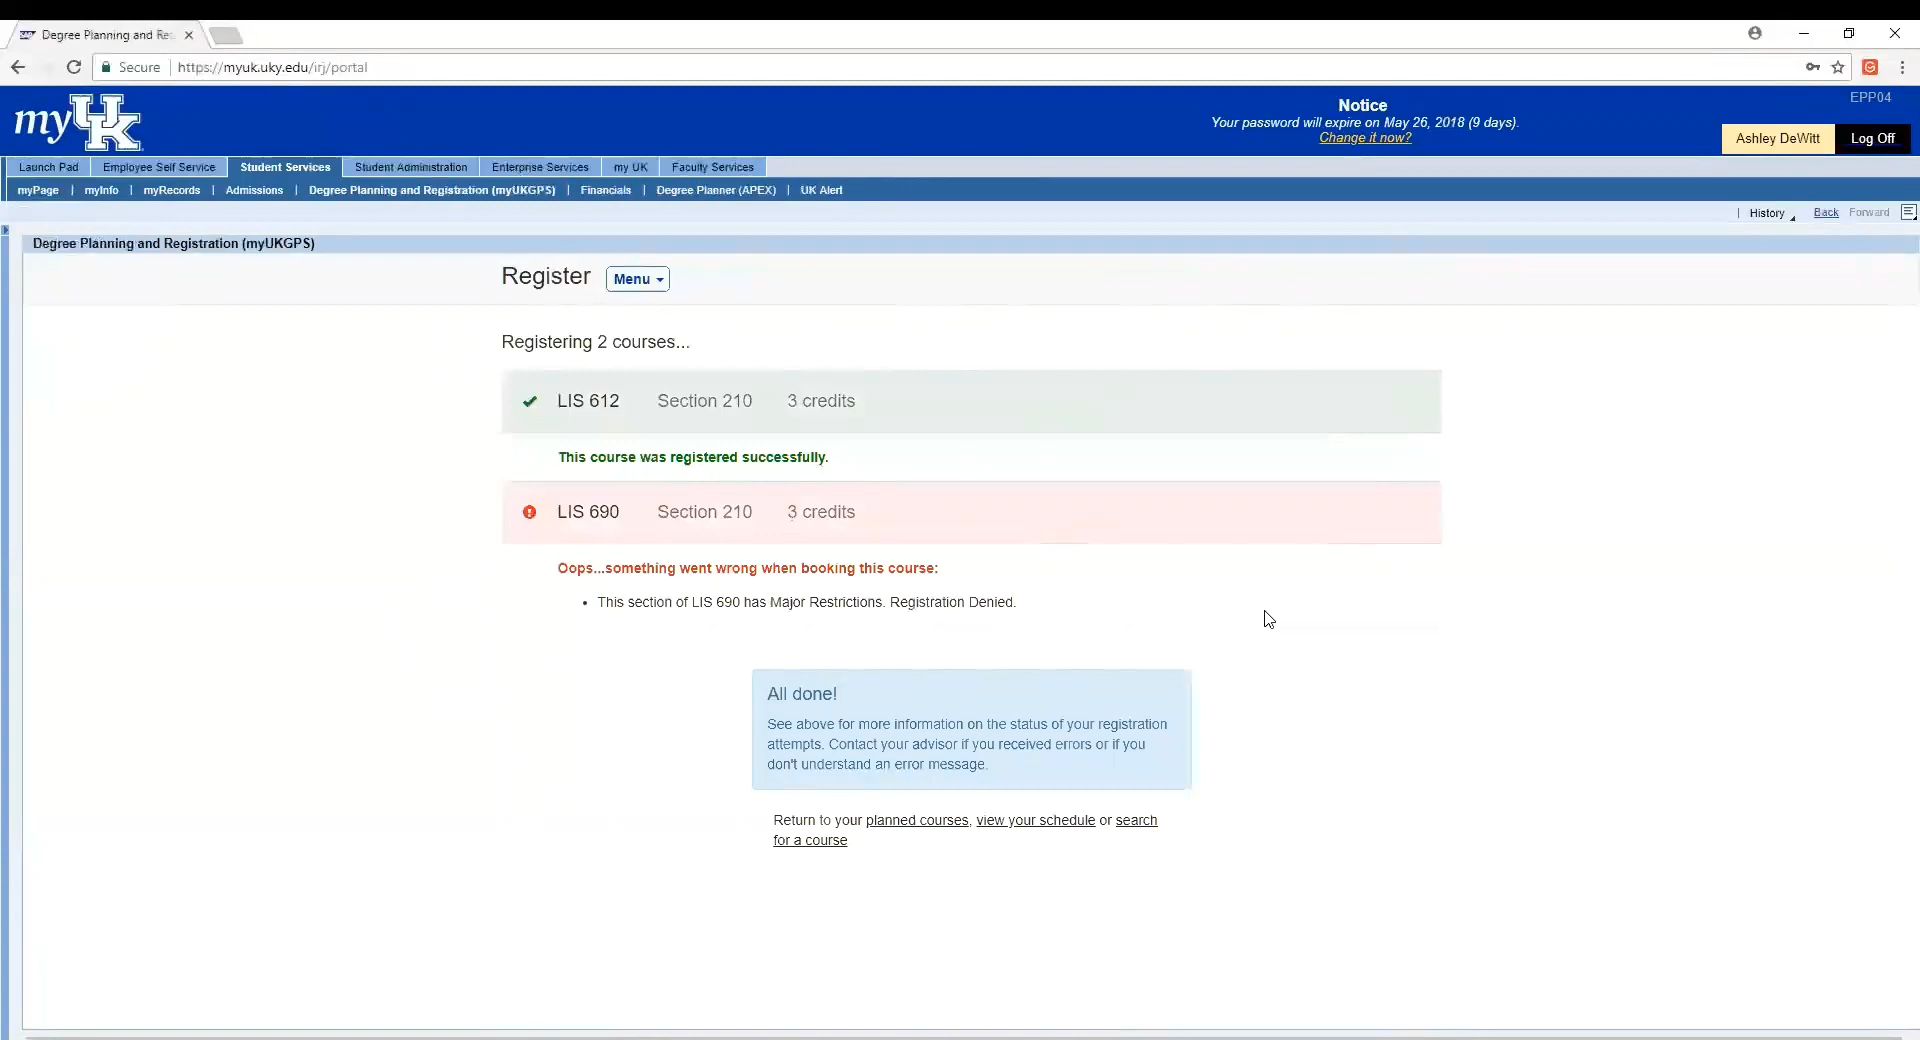 Degree Planning and Re
Secure https://myuk.uky.edu/irj/portal
my UK
Notice
Your password will expire on May 26, 2018 (9 days).
Change it now?
EPP04
Ashley DeWitt Log Off
Launch Pad Employee Self Service Student Services Student Administration Enterprise Services my UK Faculty Services
myPage | myInfo | myRecords | Admissions | Degree Planning and Registration (myUKGPS) | Financials | Degree Planner (APEX) | UK Alert
| History Back Forward
Degree Planning and Registration (myUKGPS)
Register Menu
Registering 2 courses...
LIS 612 Section 210 3 credits
This course was registered successfully.
LIS 690 Section 210 3 credits
Oops...something went wrong when booking this course:
• This section of LIS 690 has Major Restrictions. Registration Denied.
All done!
See above for more information on the status of your registration
attempts. Contact your advisor if you received errors or if you
don't understand an error message.
Return to your planned courses, view your schedule or search
for a course